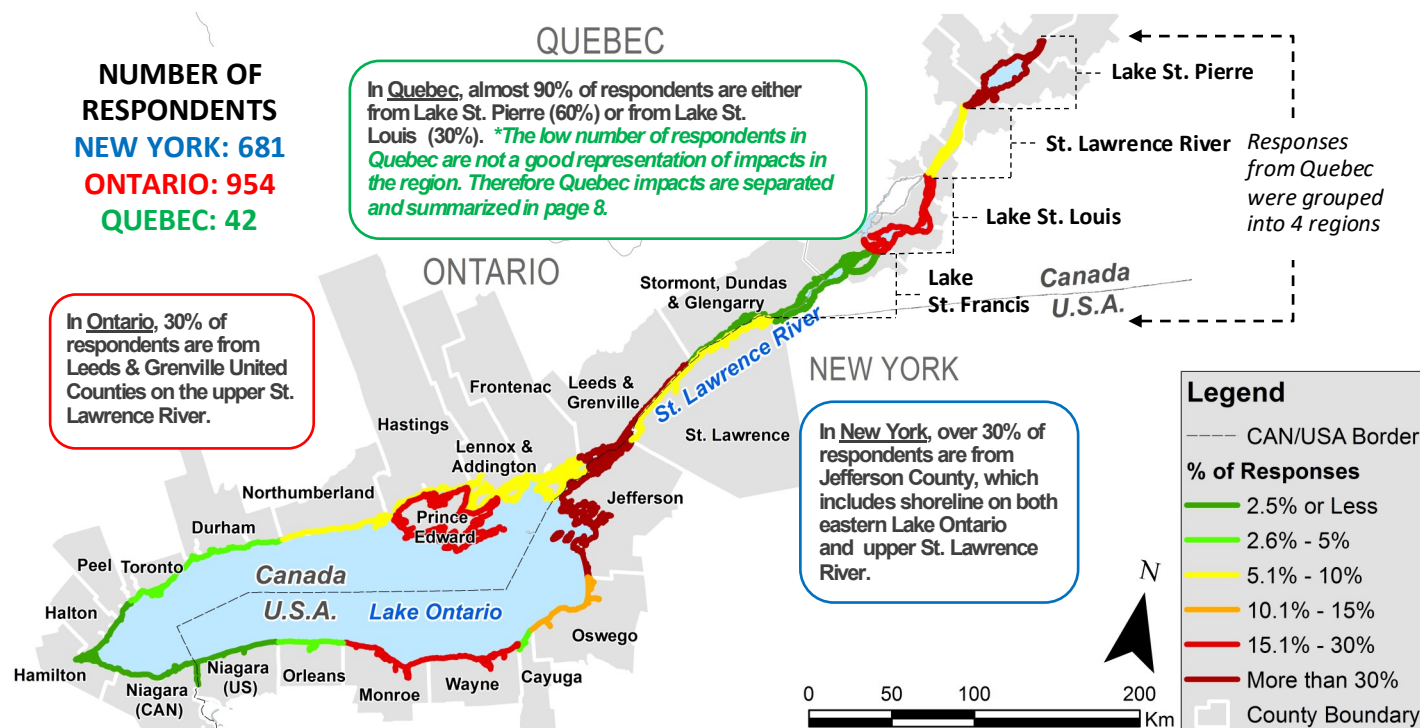 QUEBEC
NUMBER OF
RESPONDENTS
NEW YORK: 681
ONTARIO: 954
QUEBEC: 42
In Quebec, almost 90% of respondents are either
from Lake St. Pierre (60%) or from Lake St.
Louis (30%). *The low number of respondents in
Quebec are not a good representation of impacts in
the region. Therefore Quebec impacts are separated
and summarized in page 8.
Lake St. Pierre
St. Lawrence River
Lake St. Louis
Lake
St. Francis
Responses
from Quebec
were grouped
into 4 regions
Canada
U.S.A.
ONTARIO
In Ontario, 30% of
respondents are from
Leeds & Grenville United
Counties on the upper St.
Lawrence River.
Stormont, Dundas
& Glengarry
St. Lawrence River
Frontenac
Leeds &
Grenville
St. Lawrence
Hastings
Lennox &
Addington
Jefferson
Northumberland
Prince
Edward
Durham
Peel
Toronto
Halton
Hamilton
Niagara
(CAN)
Niagara
(US)
Orleans
Monroe
Wayne
Cayuga
Oswego
Canada
U.S.A.
Lake Ontario
NEW YORK
In New York, over 30% of
respondents are from
Jefferson County, which
includes shoreline on both
eastern Lake Ontario
and upper St. Lawrence
River.
N
0 50 100 200
Km
Legend
CAN/USA Border
% of Responses
2.5% or Less
2.6% - 5%
5.1% - 10%
10.1% - 15%
15.1% - 30%
More than 30%
County Boundary